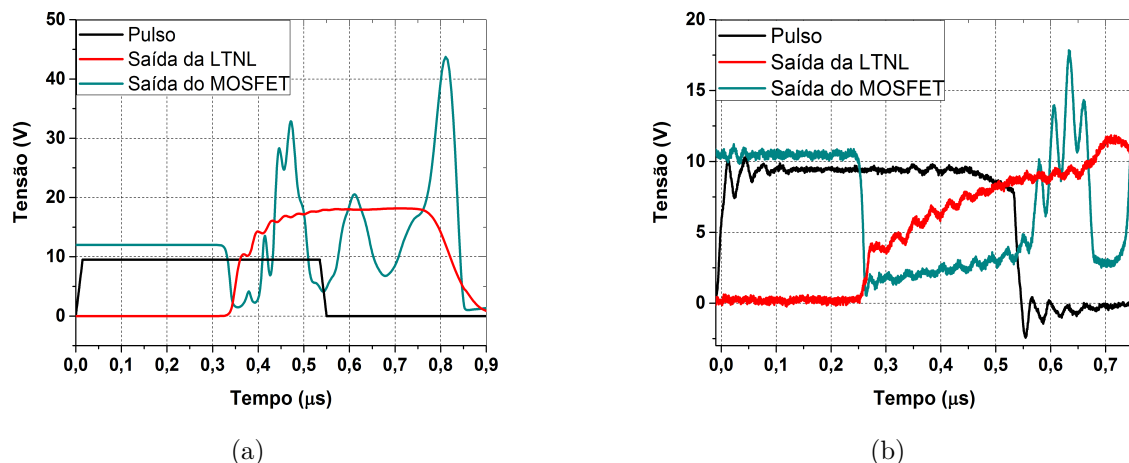 50
40
30
20
10
0
Tensão (V)
Pulso
Saída da LTNL
Saída do MOSFET
0,0 0,1 0,2 0,3 0,4 0,5 0,6 0,7 0,8 0,9
Tempo (μs)
(a)
20
15
10
5
0
Tensão (V)
Pulso
Saída da LTNL
Saída do MOSFET
0,0 0,1 0,2 0,3 0,4 0,5 0,6 0,7
Tempo (μs)
(b)